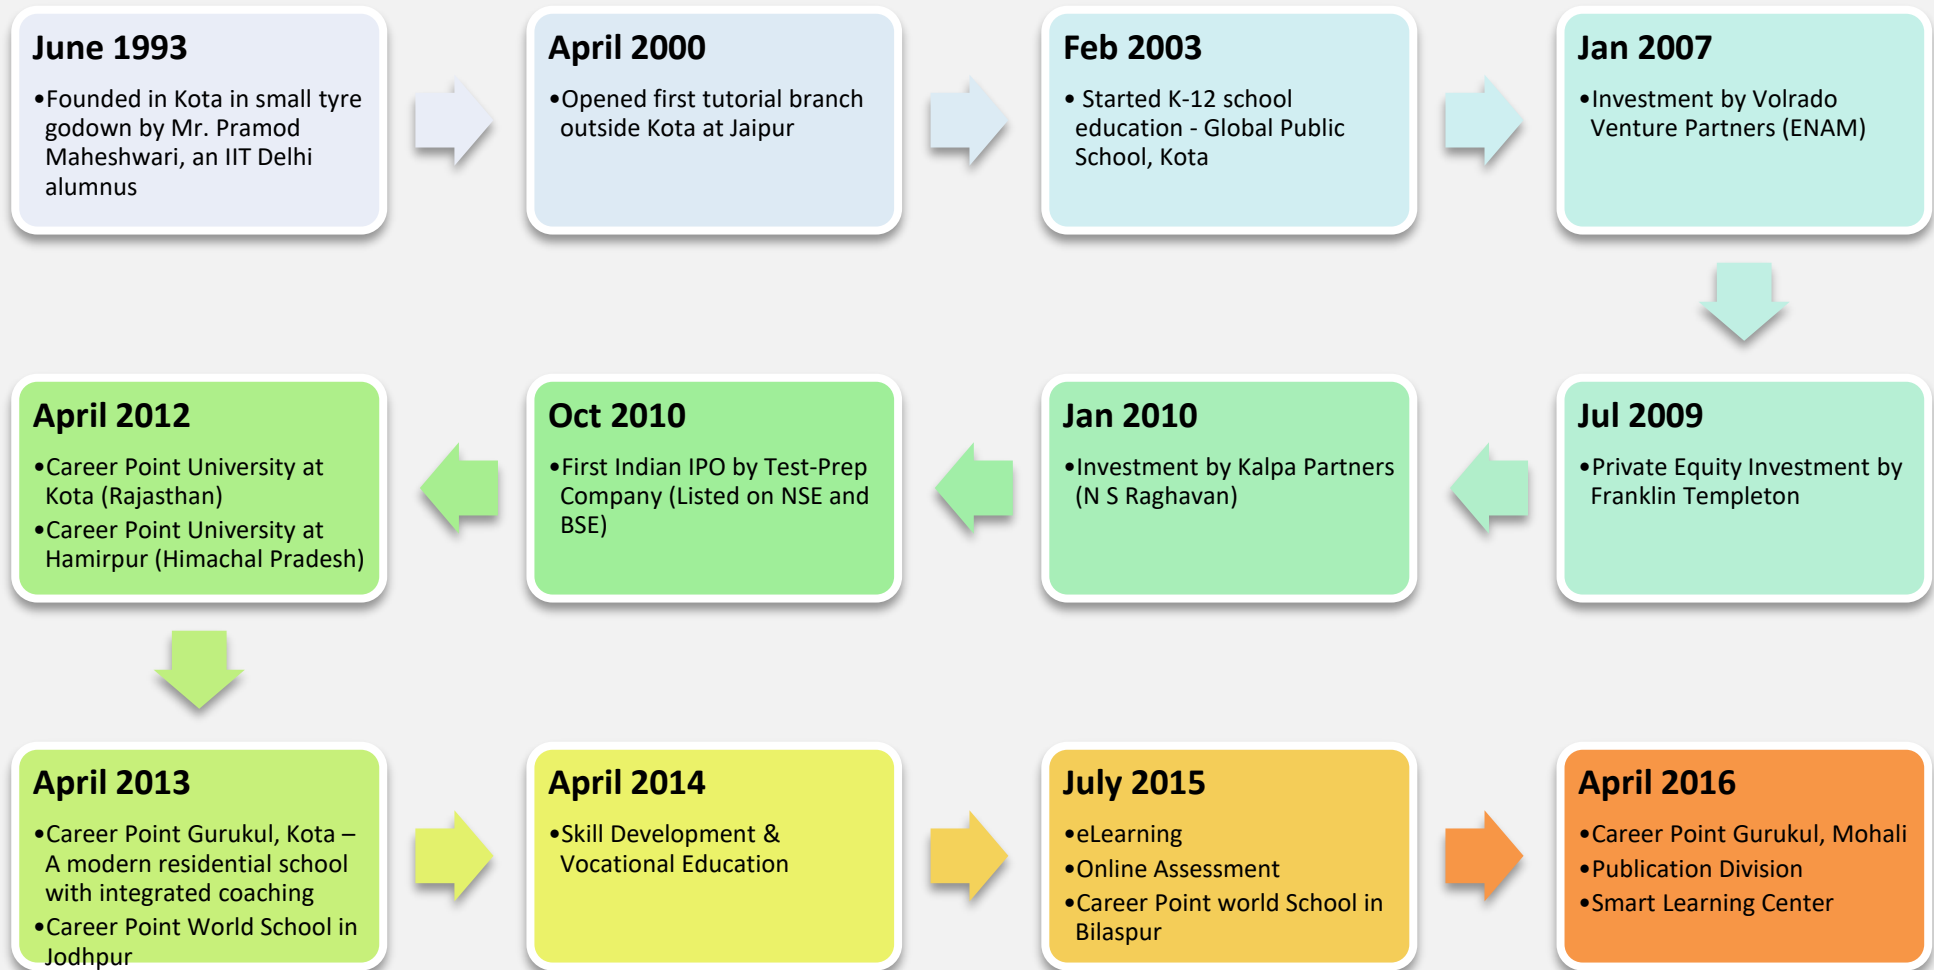 June 1993
•Founded in Kota in small tyre
godown by Mr. Pramod
Maheshwari, an IIT Delhi
alumnus
April 2000
•Opened first tutorial branch
outside Kota at Jaipur
Feb 2003
• Started K-12 school
education - Global Public
School, Kota
Jan 2007
•Investment by Volrado
Venture Partners (ENAM)
Jul 2009
•Private Equity Investment by
Franklin Templeton
Jan 2010
•Investment by Kalpa Partners
(N S Raghavan)
Oct 2010
•First Indian IPO by Test-Prep
Company (Listed on NSE and
BSE)
April 2012
•Career Point University at
Kota (Rajasthan)
•Career Point University at
Hamirpur (Himachal Pradesh)
April 2013
•Career Point Gurukul, Kota –
A modern residential school
with integrated coaching
•Career Point World School in
Jodhpur
April 2014
•Skill Development &
Vocational Education
July 2015
•eLearning
•Online Assessment
•Career Point world School in
Bilaspur
April 2016
•Career Point Gurukul, Mohali
•Publication Division
•Smart Learning Center